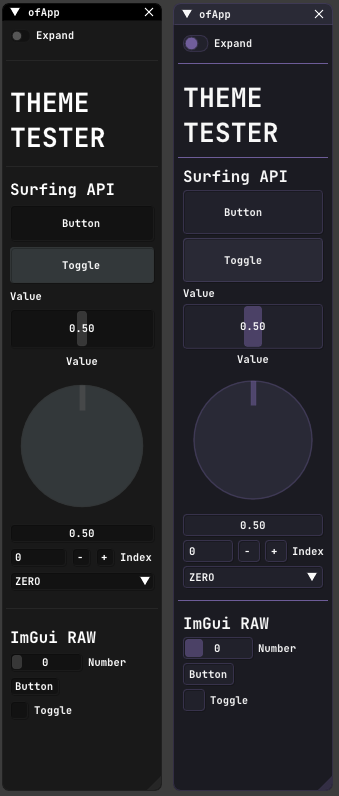 ofApp
Expand
THEME
TESTER
Surfing API
Button
Toggle
Value
0.50
Value
0.50
0 - + Index
ZERO
ImGui RAW
0 Number
Button
Toggle
ofApp
Expand
THEME
TESTER
Surfing API
Button
Toggle
Value
0.50
Value
0.50
0 - + Index
ZERO
ImGui RAW
0 Number
Button
Toggle